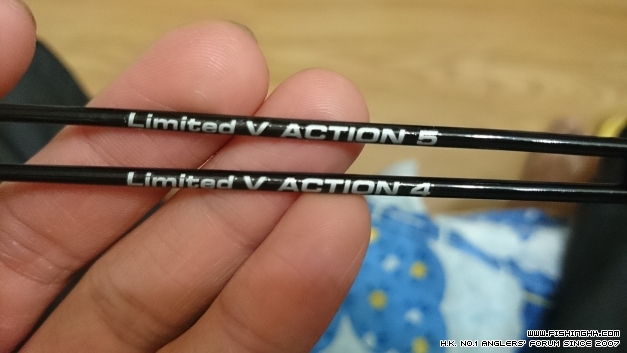 Limited V ACTION 5
Limited V ACTION 4
www.FISHINGHK.COM
H.K. NO.1 ANGLERS' FORUM SINCE 2007